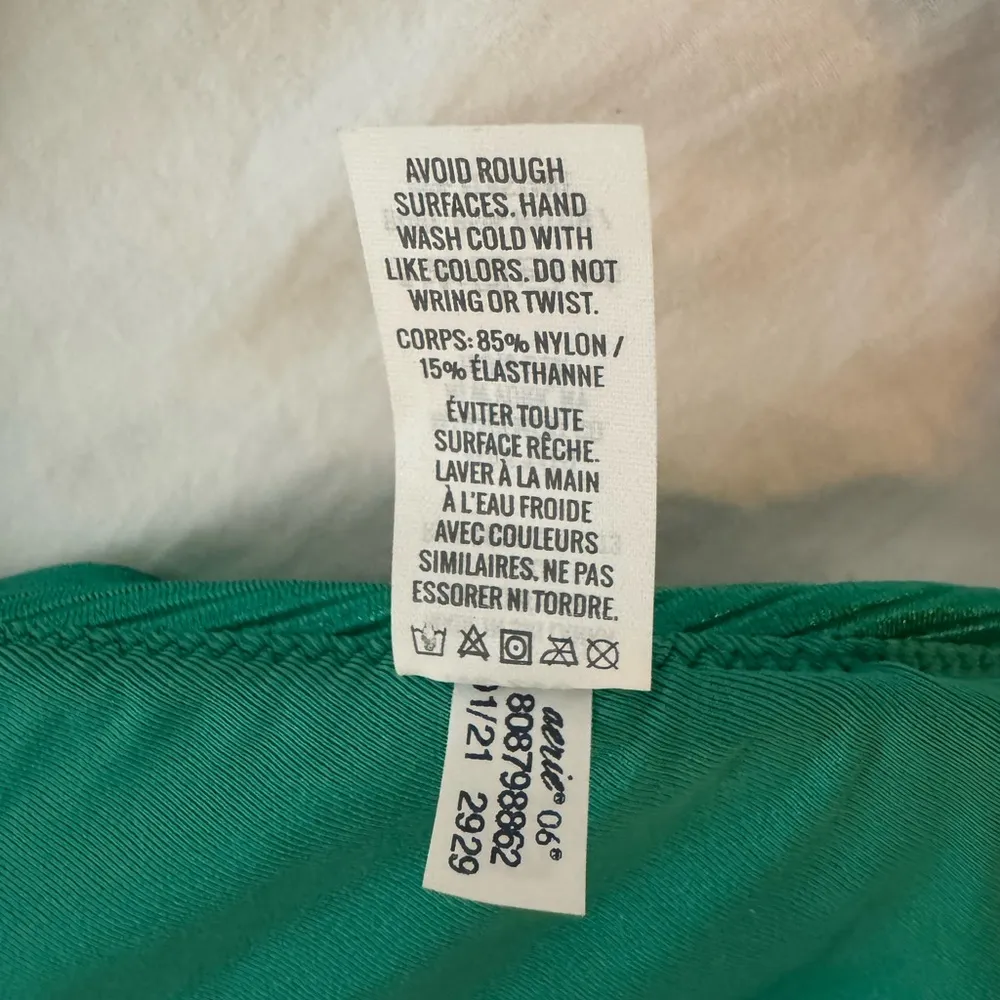 AVOID ROUGH
SURFACES. HAND
WASH COLD WITH
LIKE COLORS. DO NOT
WRING OR TWIST.
CORPS: 85% NYLON /
15% ÉLASTHANNE
ÉVITER TOUTE
SURFACE RÊCHE.
LAVER À LA MAIN
À L'EAU FROIDE
AVEC COULEURS
SIMILAIRES. NE PAS
ESSORER NI TORDRE.
aerie® 06®
808798862
01/21 2929